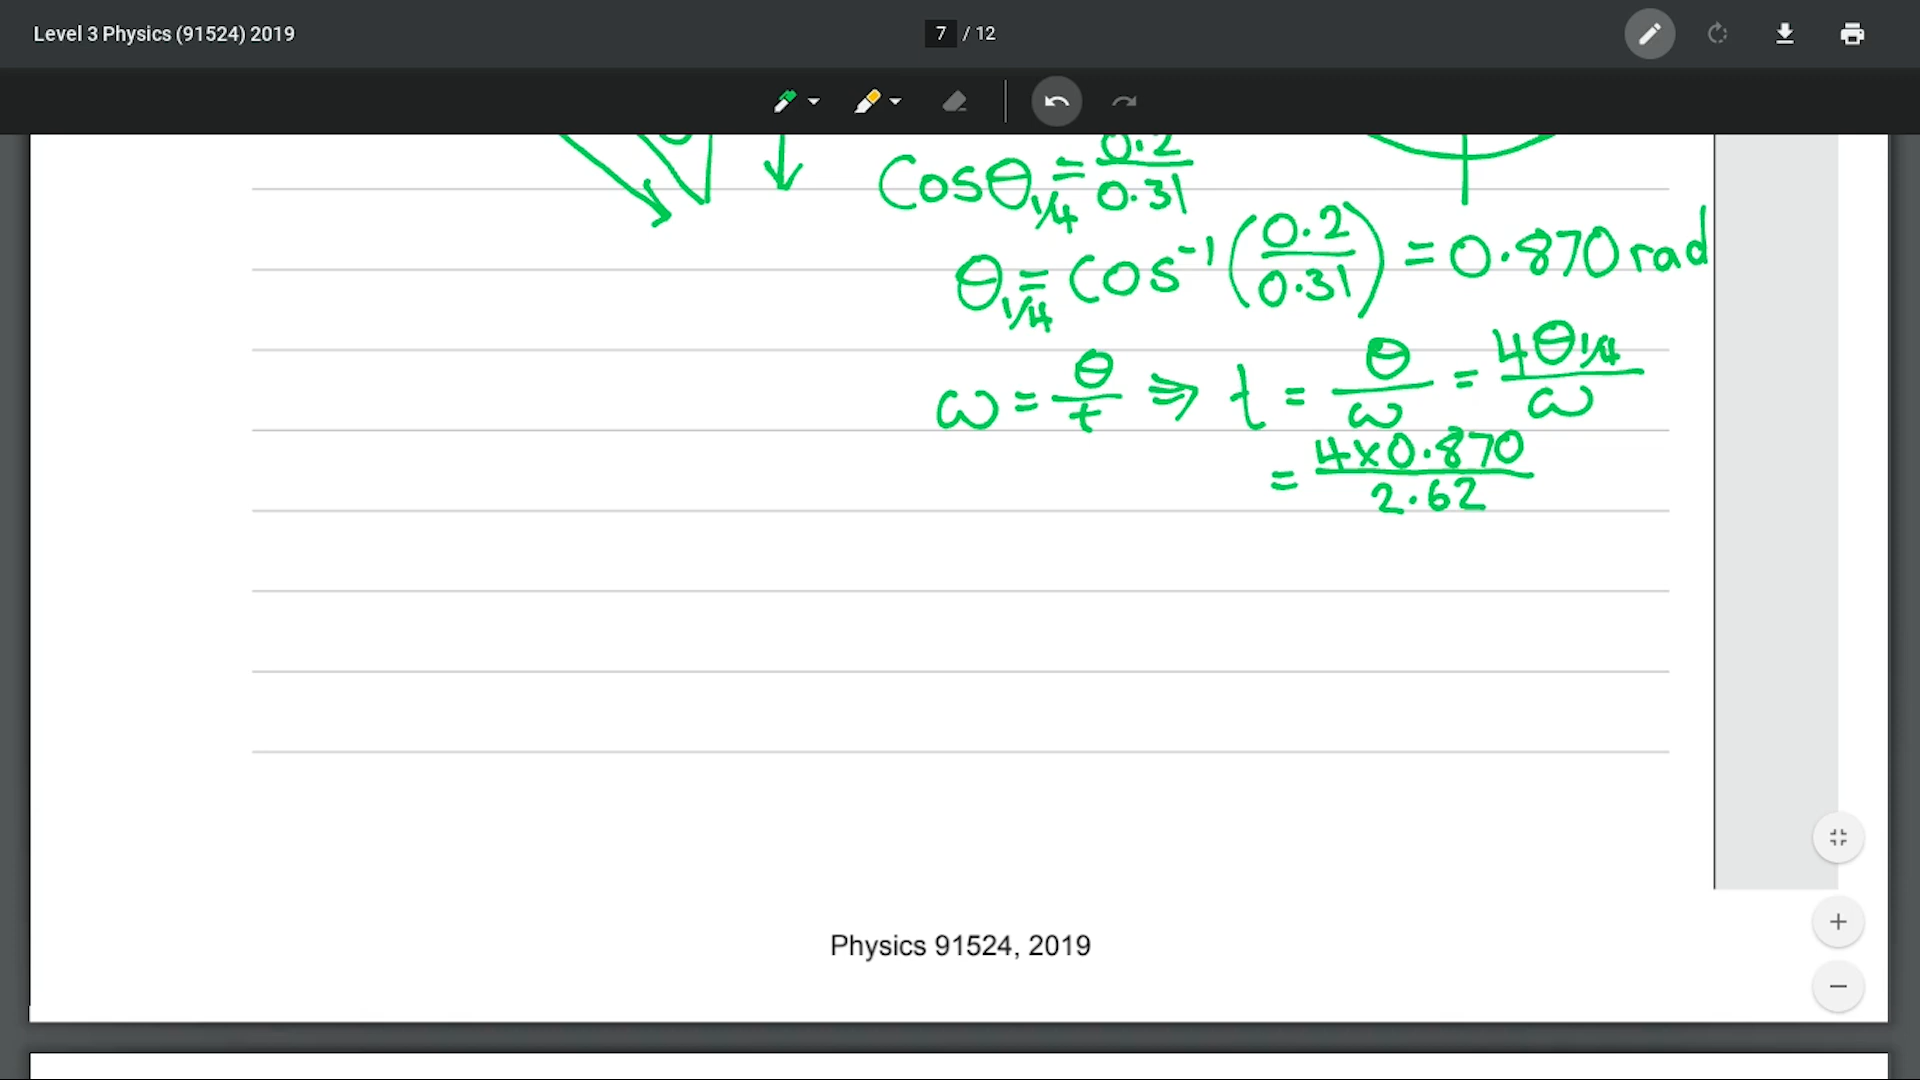 Level 3 Physics (91524) 2019
7 / 12
Cosθ1/4 = 0.2/0.31
θ1/4 = Cos⁻¹(0.2/0.31) = 0.870 rad
ω = θ/t ⇒ t = θ/ω = 4θ1/4/ω
= 4×0.870/2.62
Physics 91524, 2019